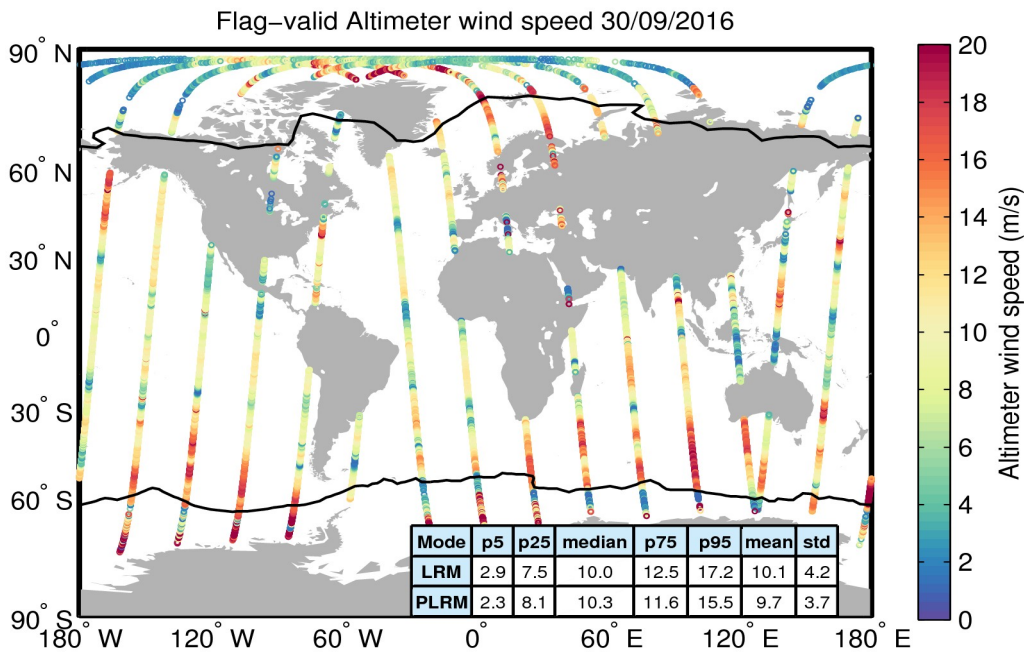 Flag−valid Altimeter wind speed 30/09/2016
90° N
60° N
30° N
0°
30° S
60° S
90° S
180° W
120° W
60° W
0°
60° E
120° E
180° E
Mode p5 p25 median p75 p95 mean std
LRM 2.9 7.5 10.0 12.5 17.2 10.1 4.2
PLRM 2.3 8.1 10.3 11.6 15.5 9.7 3.7
20
18
16
14
12
10
8
6
4
2
0
Altimeter wind speed (m/s)